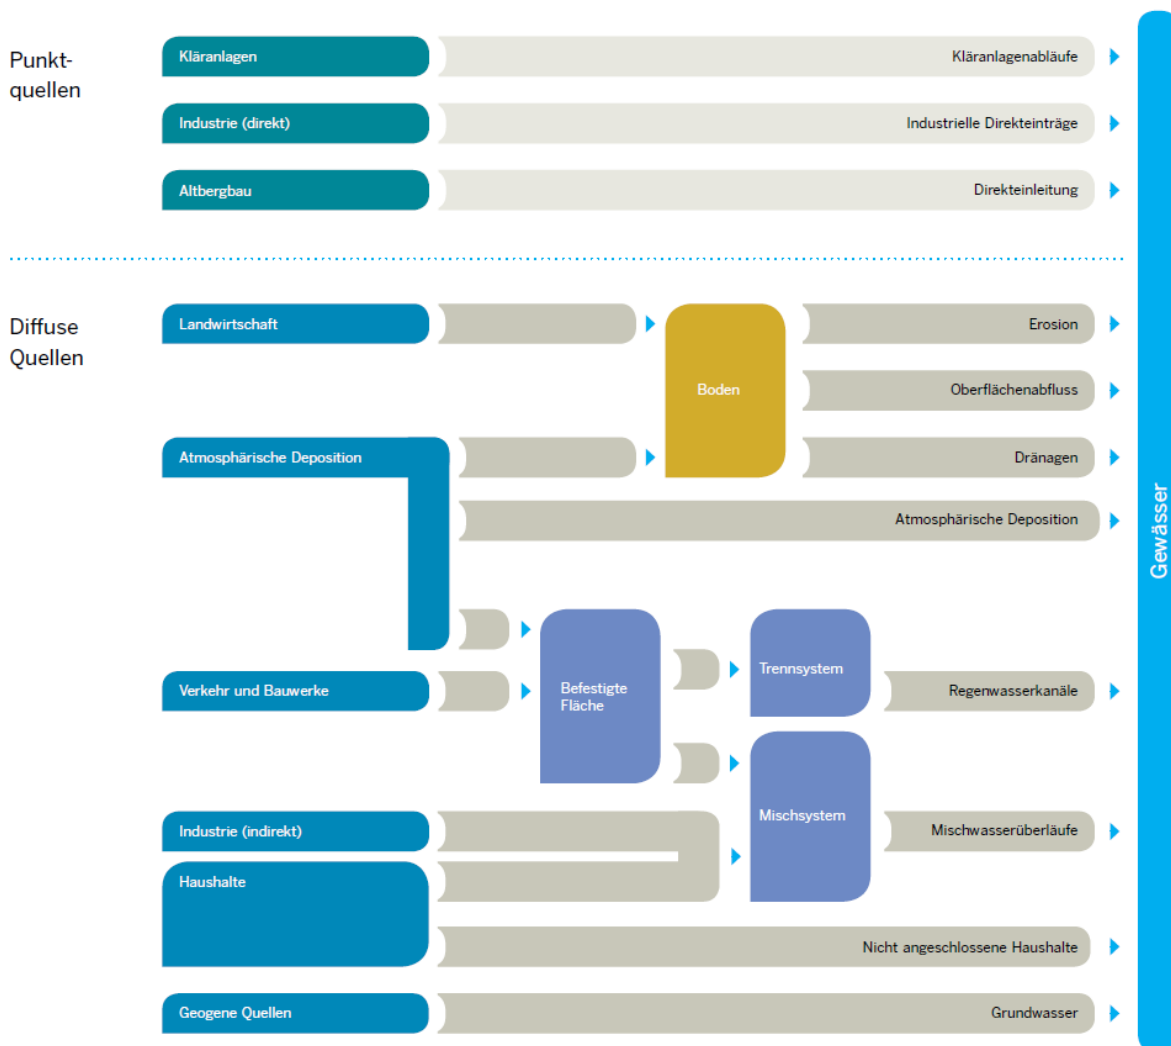 Punkt-
quellen
Kläranlagen
Kläranlagenabläufe
Industrie (direkt)
Industrielle Direkteinträge
Altbergbau
Direkteinleitung
Diffuse
Quellen
Landwirtschaft
Boden
Erosion
Oberflächenabfluss
Atmosphärische Deposition
Dränagen
Atmosphärische Deposition
Verkehr und Bauwerke
Befestigte
Fläche
Trennsystem
Regenwasserkanäle
Industrie (indirekt)
Mischsystem
Mischwasserüberläufe
Haushalte
Nicht angeschlossene Haushalte
Geogene Quellen
Grundwasser
Gewässer